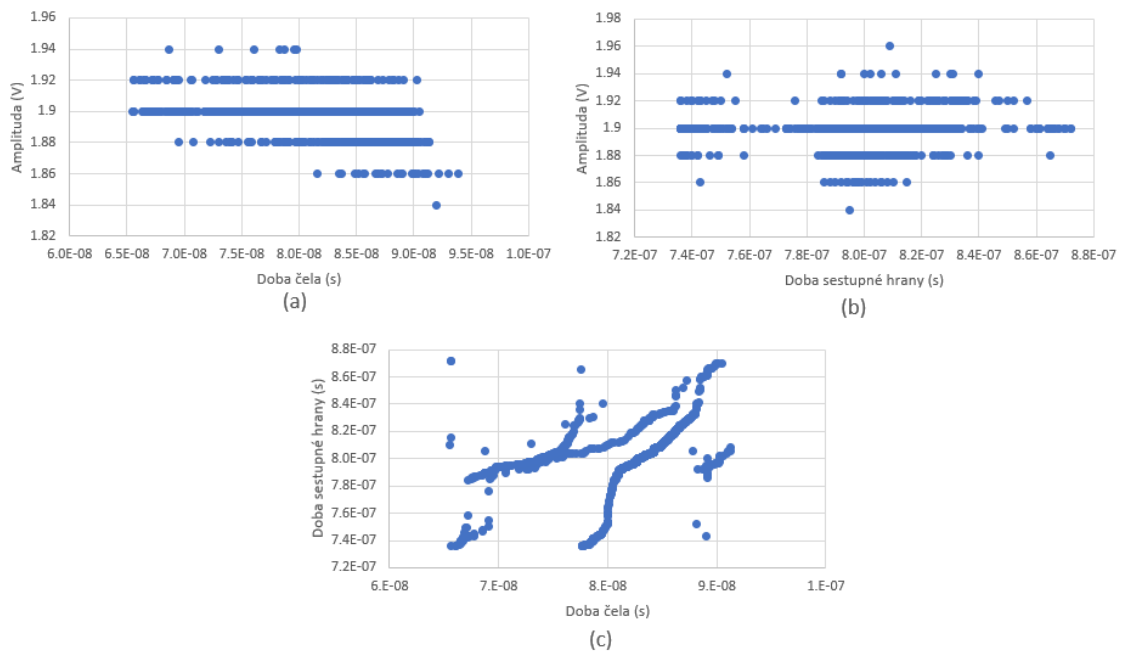 Amplituda (V)
1.96
1.94
1.92
1.9
1.88
1.86
1.84
1.82
6.0E-08 6.5E-08 7.0E-08 7.5E-08 8.0E-08 8.5E-08 9.0E-08 9.5E-08 1.0E-07
Doba čela (s)
(a)
Amplituda (V)
1.98
1.96
1.94
1.92
1.9
1.88
1.86
1.84
1.82
7.2E-07 7.4E-07 7.6E-07 7.8E-07 8.0E-07 8.2E-07 8.4E-07 8.6E-07 8.8E-07
Doba sestupné hrany (s)
(b)
Doba sestupné hrany (s)
8.8E-07
8.6E-07
8.4E-07
8.2E-07
8.0E-07
7.8E-07
7.6E-07
7.4E-07
7.2E-07
6.E-08 7.E-08 8.E-08 9.E-08 1.E-07
Doba čela (s)
(c)